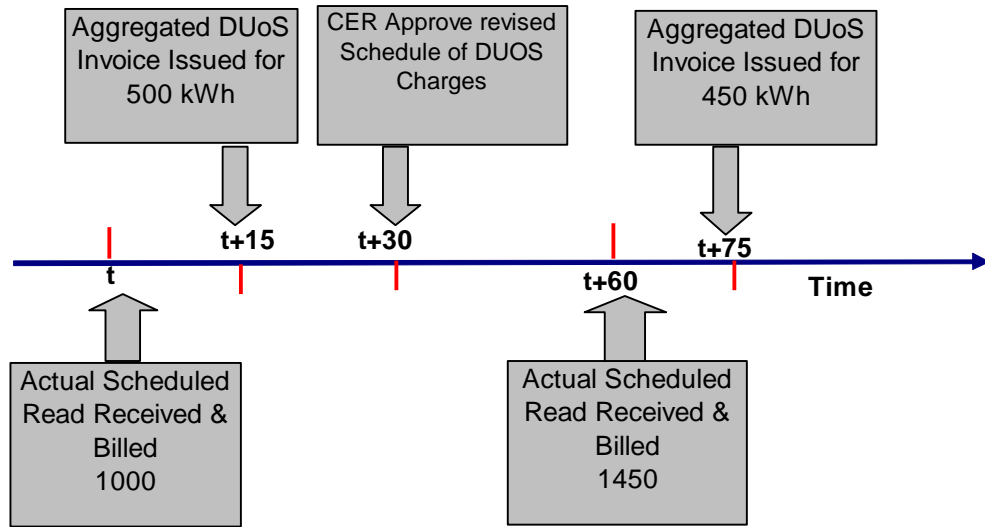 Aggregated DUoS
Invoice Issued for
500 kWh
CER Approve revised
Schedule of DUOS
Charges
Aggregated DUoS
Invoice Issued for
450 kWh
t+15
t+30
t+75
t
t+60
Time
Actual Scheduled
Read Received &
Billed
1000
Actual Scheduled
Read Received &
Billed
1450